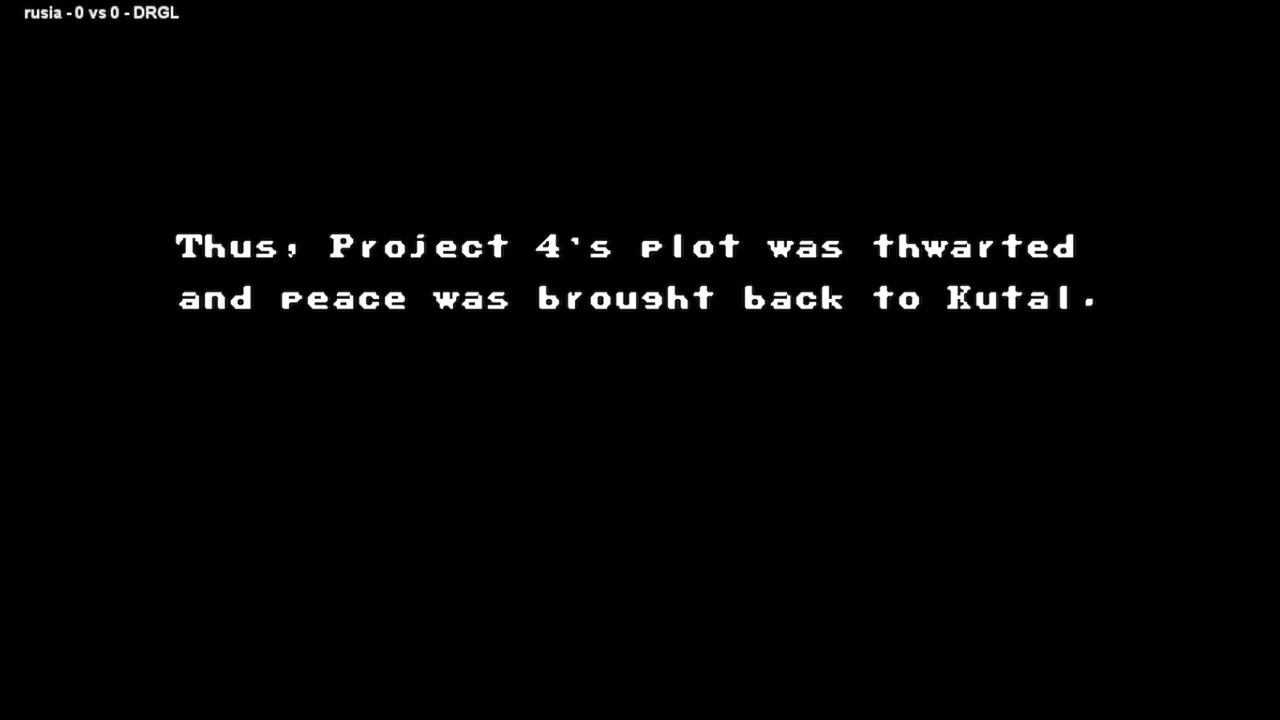 rusia - 0 vs 0 - DRGL
Thus, Project 4's plot was thwarted
and peace was brought back to Kutal.